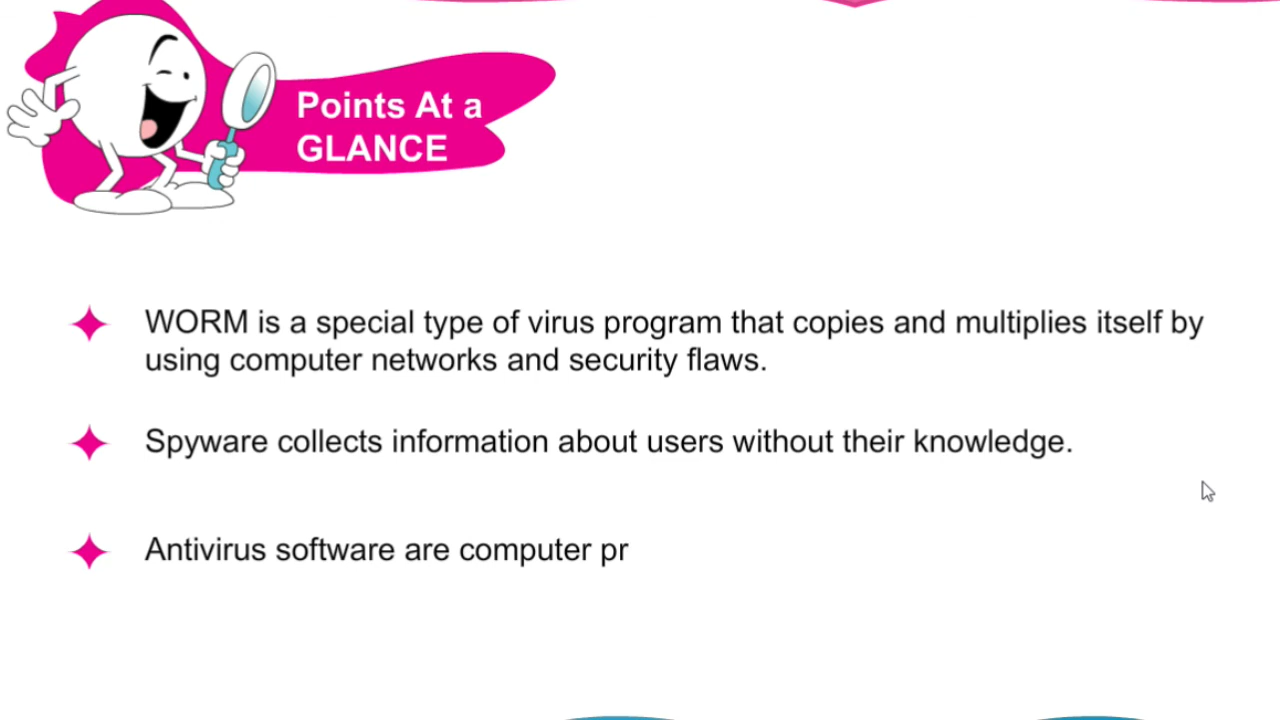 Points At a
GLANCE
WORM is a special type of virus program that copies and multiplies itself by
using computer networks and security flaws.
Spyware collects information about users without their knowledge.
Antivirus software are computer pr